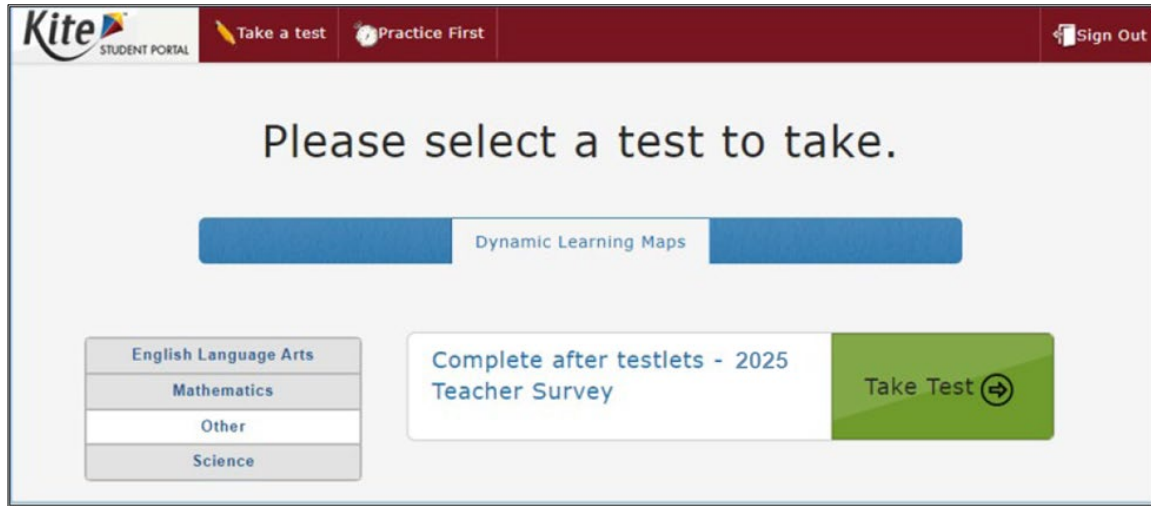 Kite
STUDENT PORTAL
Take a test
Practice First
Sign Out
Please select a test to take.
Dynamic Learning Maps
English Language Arts
Mathematics
Other
Science
Complete after testlets - 2025
Teacher Survey
Take Test